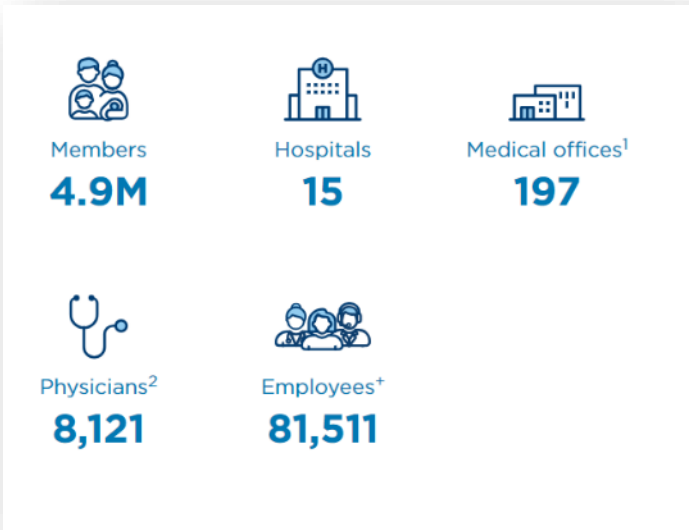 H
Members
4.9M
Hospitals
15
Medical offices¹
197
Physicians²
8,121
Employees⁺
81,511